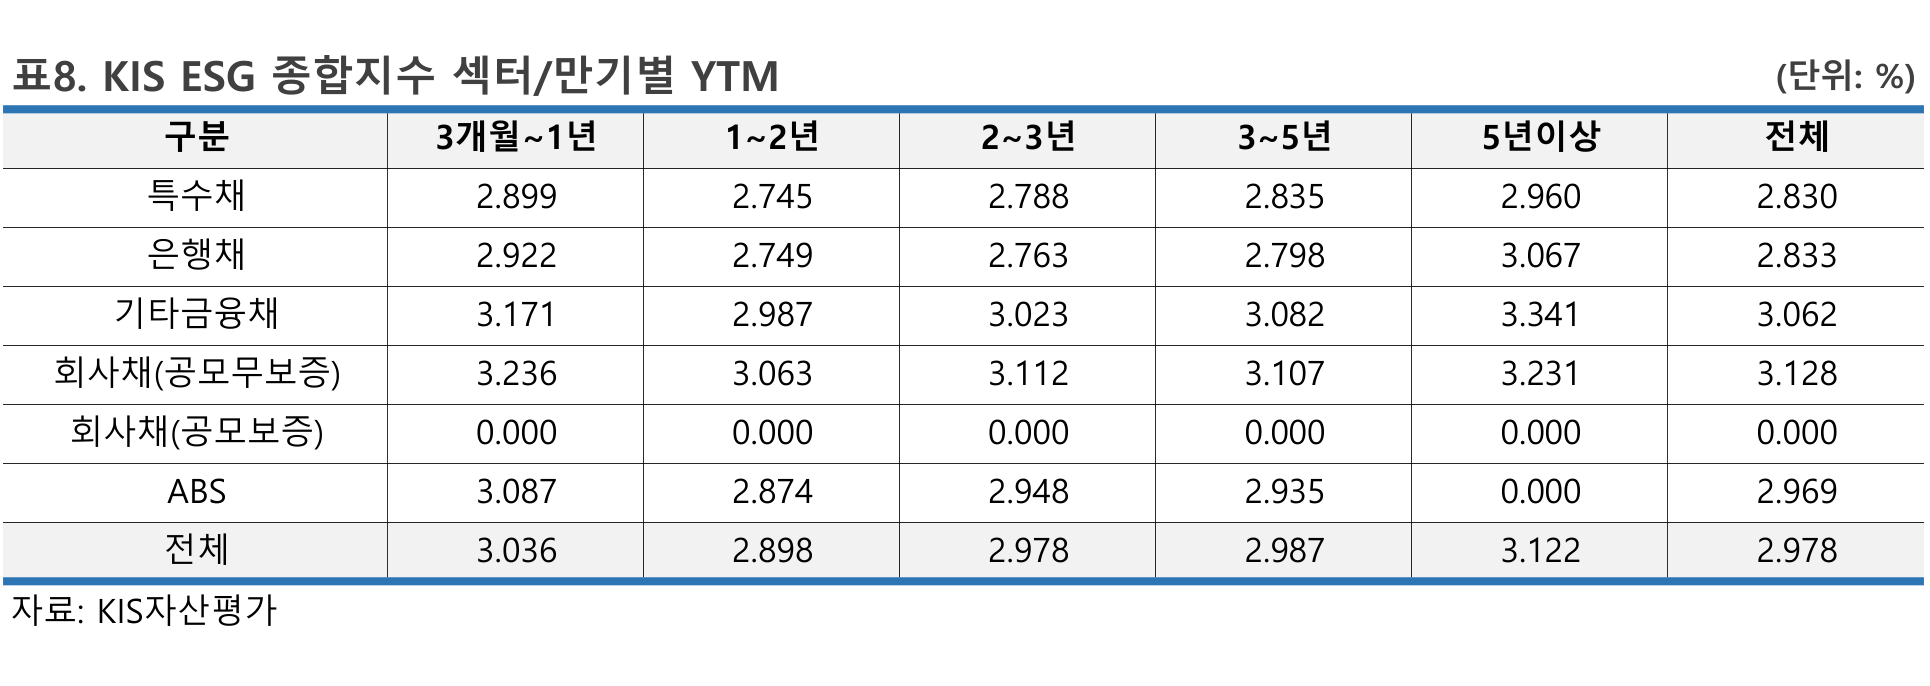 표8. KIS ESG 종합지수 섹터/만기별 YTM (단위: %)
구분 3개월~1년 1~2년 2~3년 3~5년 5년이상 전체
특수채 2.899 2.745 2.788 2.835 2.960 2.830
은행채 2.922 2.749 2.763 2.798 3.067 2.833
기타금융채 3.171 2.987 3.023 3.082 3.341 3.062
회사채(공모무보증) 3.236 3.063 3.112 3.107 3.231 3.128
회사채(공모보증) 0.000 0.000 0.000 0.000 0.000 0.000
ABS 3.087 2.874 2.948 2.935 0.000 2.969
전체 3.036 2.898 2.978 2.987 3.122 2.978
자료: KIS자산평가